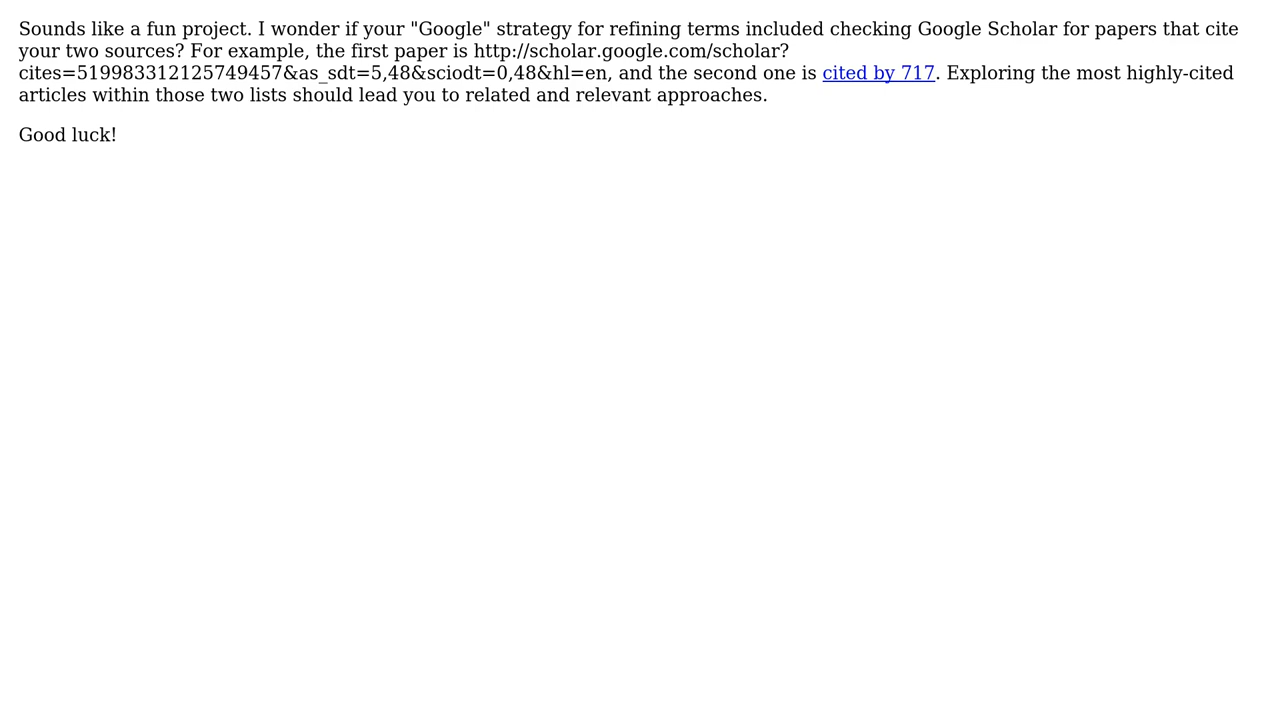 Sounds like a fun project. I wonder if your "Google" strategy for refining terms included checking Google Scholar for papers that cite
your two sources? For example, the first paper is http://scholar.google.com/scholar?
cites=519983312125749457&as_sdt=5,48&sciodt=0,48&hl=en, and the second one is cited by 717. Exploring the most highly-cited
articles within those two lists should lead you to related and relevant approaches.
Good luck!